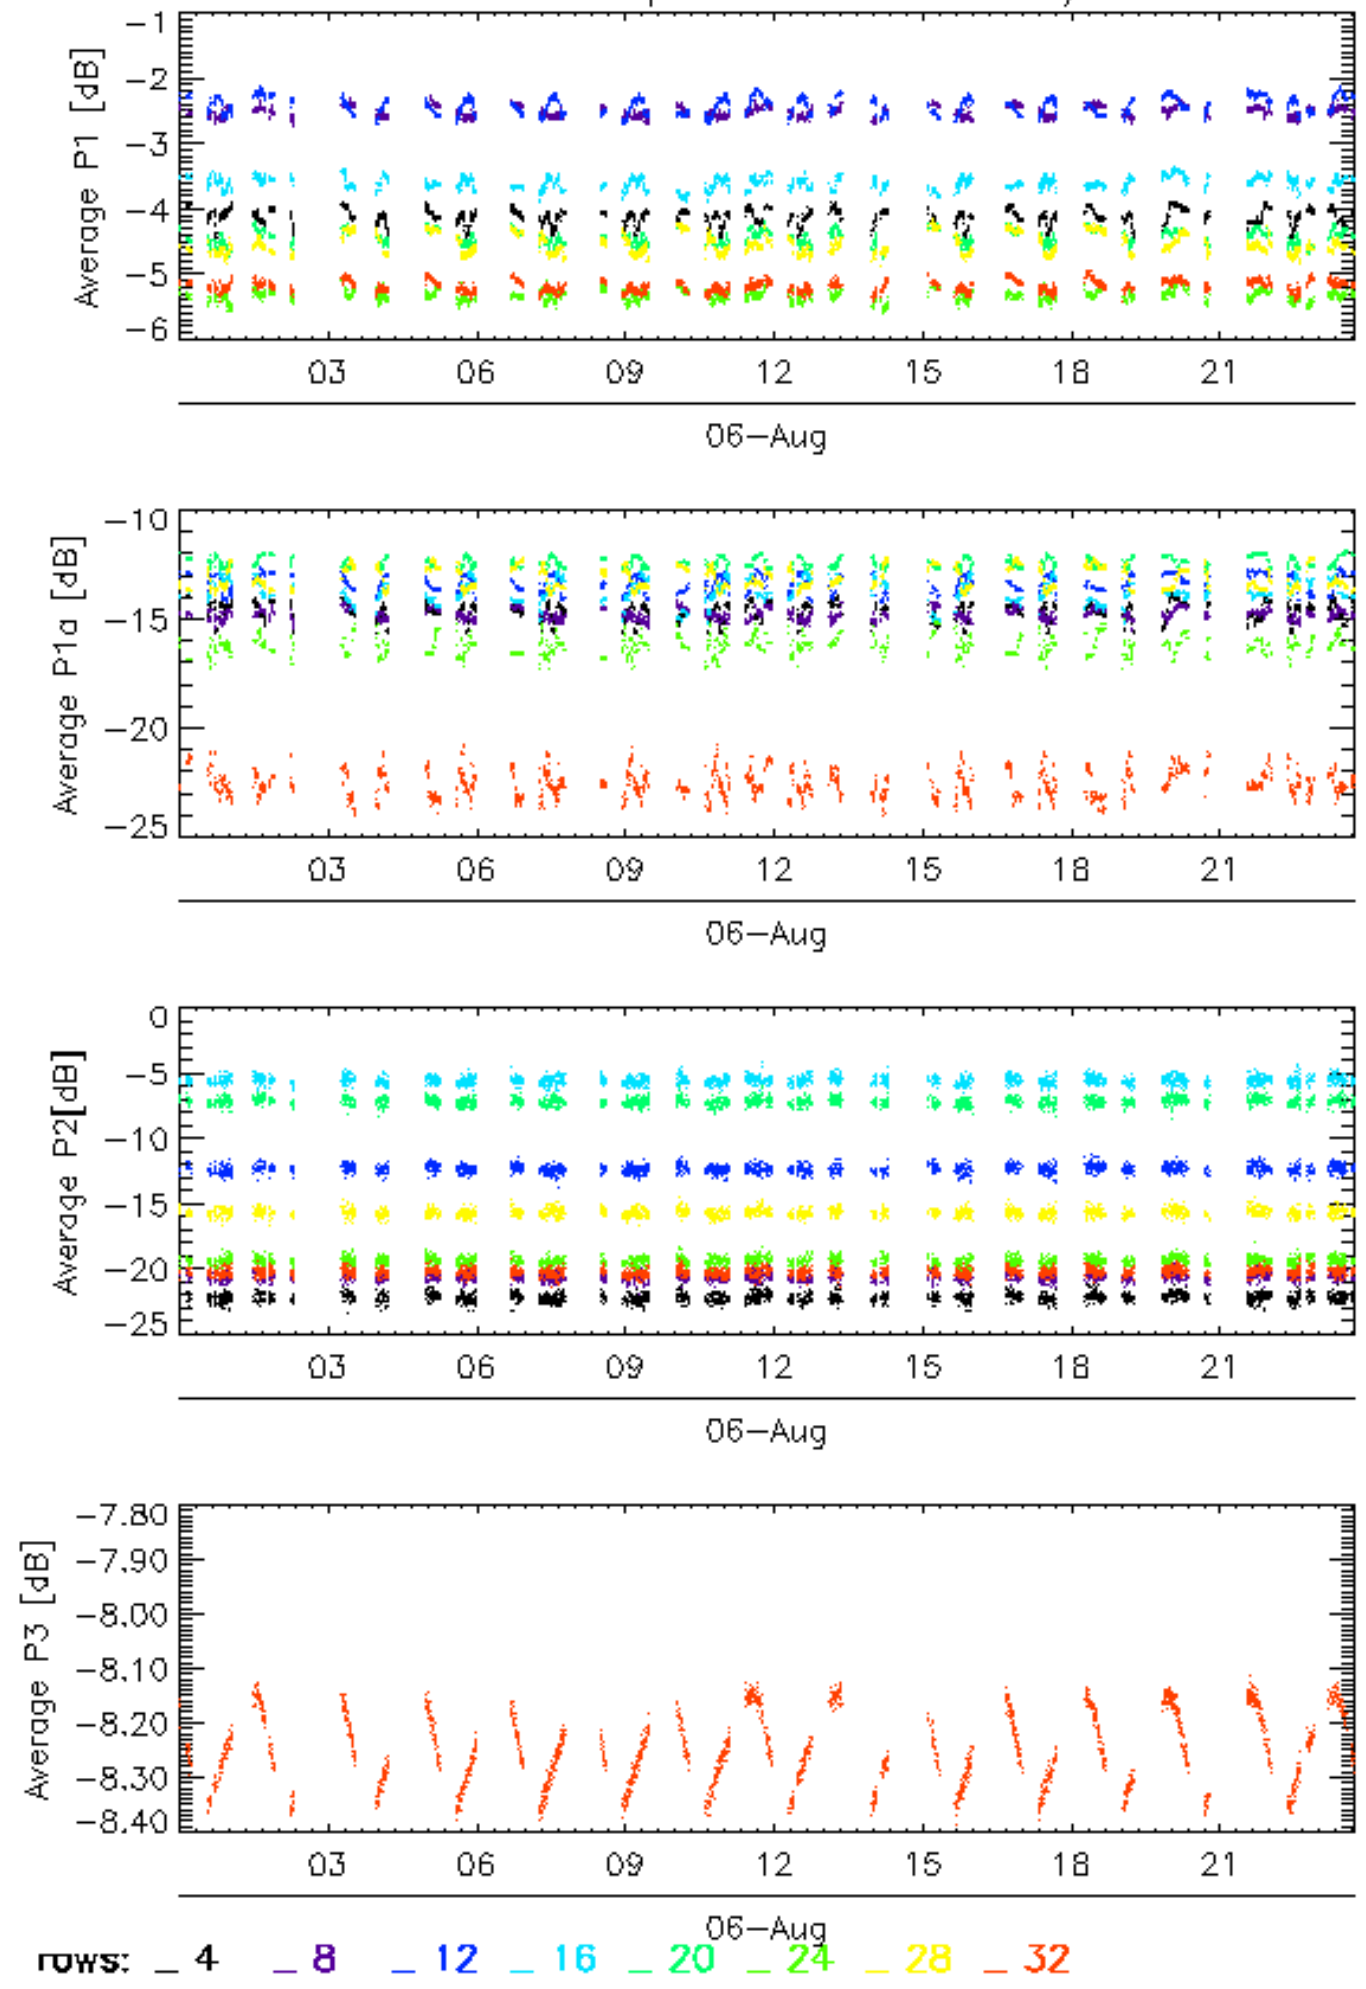 Average P1 [dB]
−1
−2
−3
−4
−5
−6
03 06 09 12 15 18 21
06−Aug
Average P1a [dB]
−10
−15
−20
−25
03 06 09 12 15 18 21
06−Aug
Average P2[dB]
0
−5
−10
−15
−20
−25
03 06 09 12 15 18 21
06−Aug
Average P3 [dB]
−7.80
−7.90
−8.00
−8.10
−8.20
−8.30
−8.40
03 06 09 12 15 18 21
06−Aug
rows: _ 4 _ 8 _ 12 _ 16 _ 20 _ 24 _ 28 _ 32